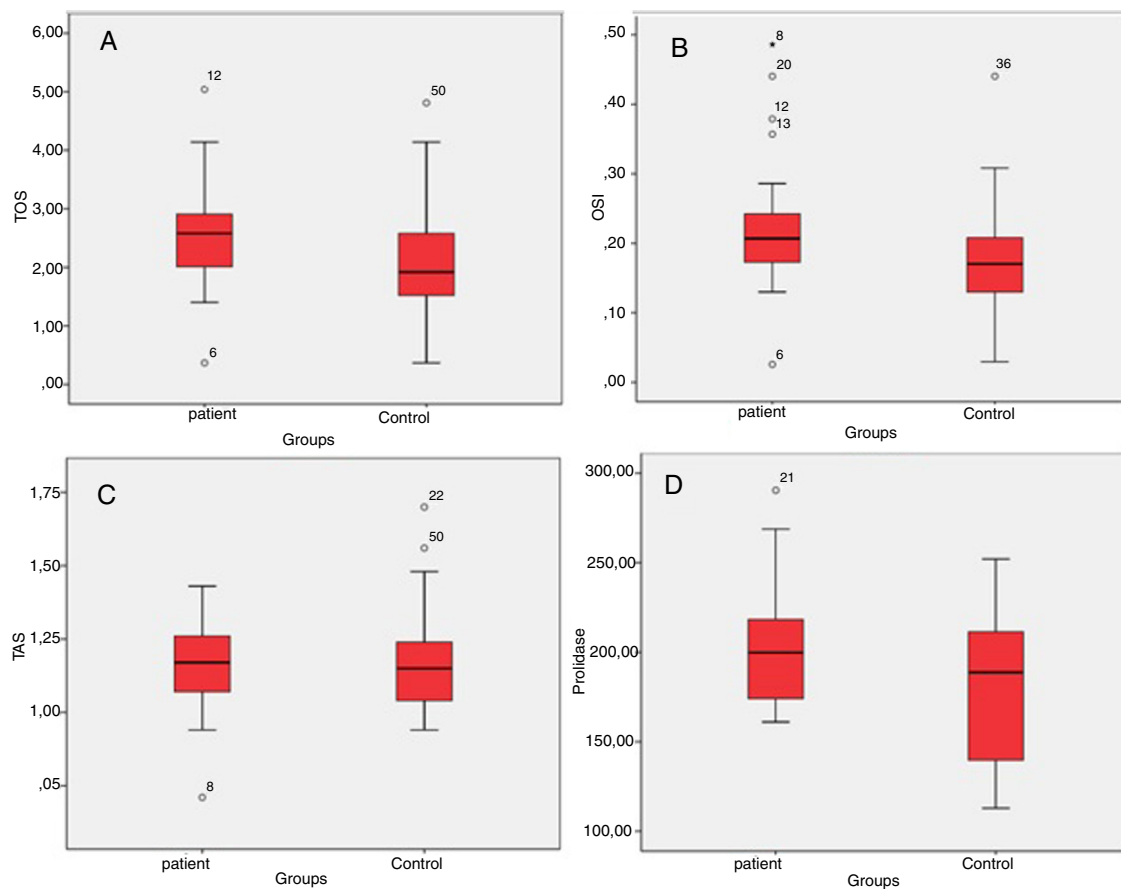 A
6,00
5,00
4,00
3,00
2,00
1,00
,00
TOS
12
6
50
patient
Control
Groups
B
,50
,40
,30
,20
,10
,00
OSI
*
8
20
12
13
6
36
patient
Control
Groups
C
1,75
1,50
1,25
1,00
,05
TAS
8
22
50
patient
Control
Groups
D
300,00
250,00
200,00
150,00
100,00
Prolidase
21
patient
Control
Groups